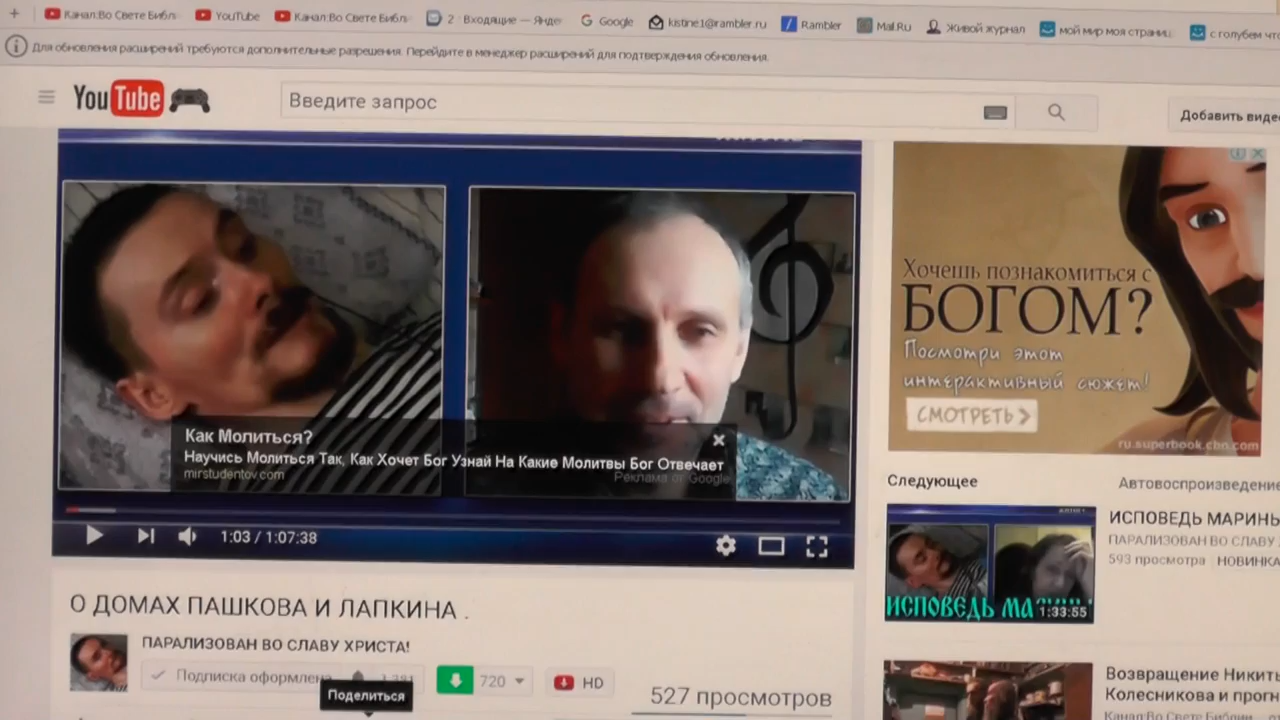 Канал:Во Свете Библ
YouTube
Канал:Во Свете Библ
2 · Входящие — Янде
Google
kistine1@rambler.ru
Rambler
Mail.Ru
Живой журнал
мой мир моя страниц
с голубем что
Для обновления расширений требуются дополнительные разрешения. Перейдите в менеджер расширений для подтверждения обновления.
YouTube
Введите запрос
Добавить виде
Хочешь познакомиться с
БОГОМ?
Посмотри этот
интерактивный сюжет!
СМОТРЕТЬ
ru.superbook.cbn.com
Как Молиться?
Научись Молиться Так, Как Хочет Бог Узнай На Какие Молитвы Бог Отвечает
mirstudentov.com
Реклама от Google
1:03 / 1:07:38
Следующее
Автовоспроизведение
ИСПОВЕДЬ МА
1:33:55
ИСПОВЕДЬ МАРИНЫ
ПАРАЛИЗОВАН ВО СЛАВУ
593 просмотра НОВИНКА
О ДОМАХ ПАШКОВА И ЛАПКИНА .
ПАРАЛИЗОВАН ВО СЛАВУ ХРИСТА!
Подписка оформлена
720
HD
Поделиться
527 просмотров
Возвращение Никиты
Колесникова и прогн
Канал:Во Свете Библии